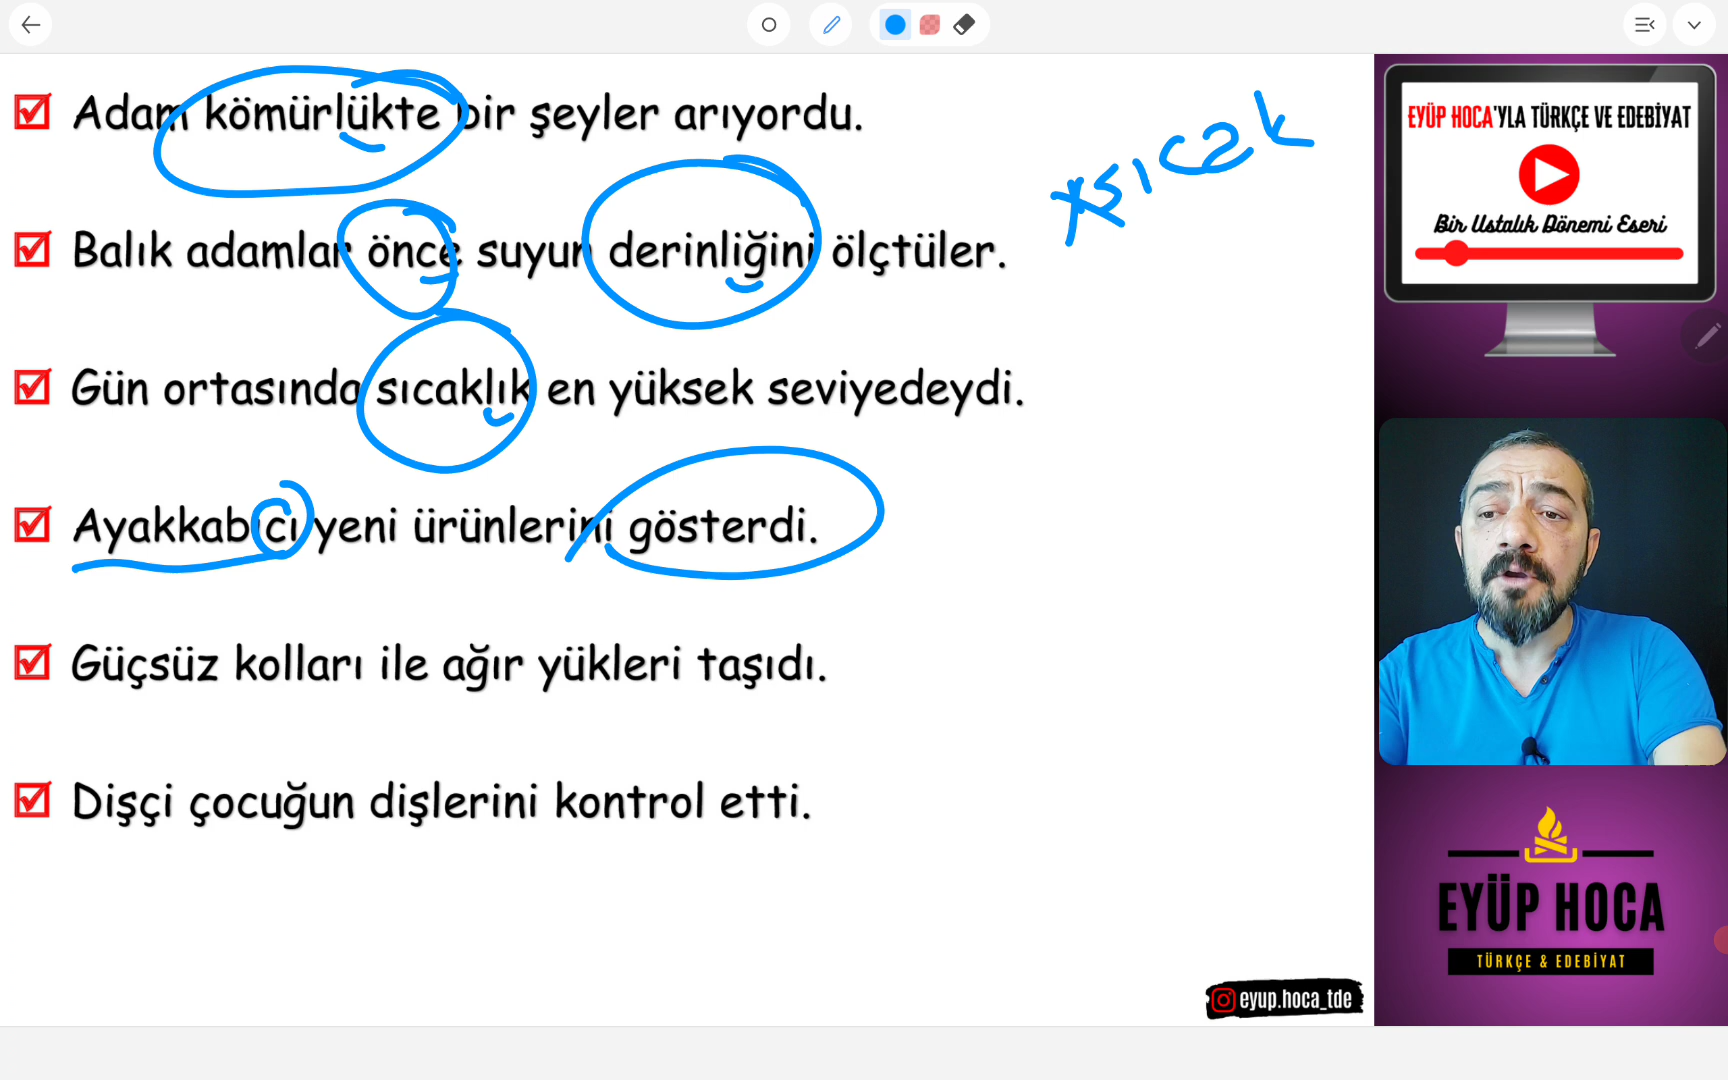 Adam kömürlükte bir şeyler arıyordu.
Balık adamlar önce suyun derinliğini ölçtüler.
Gün ortasında sıcaklık en yüksek seviyedeydi.
Ayakkabıcı yeni ürünlerini gösterdi.
Güçsüz kolları ile ağır yükleri taşıdı.
Dişçi çocuğun dişlerini kontrol etti.
sıcak
EYÜP HOCA'YLA TÜRKÇE VE EDEBİYAT
Bir Ustalık Dönemi Eseri
EYÜP HOCA
TÜRKÇE & EDEBİYAT
eyup.hoca_tde